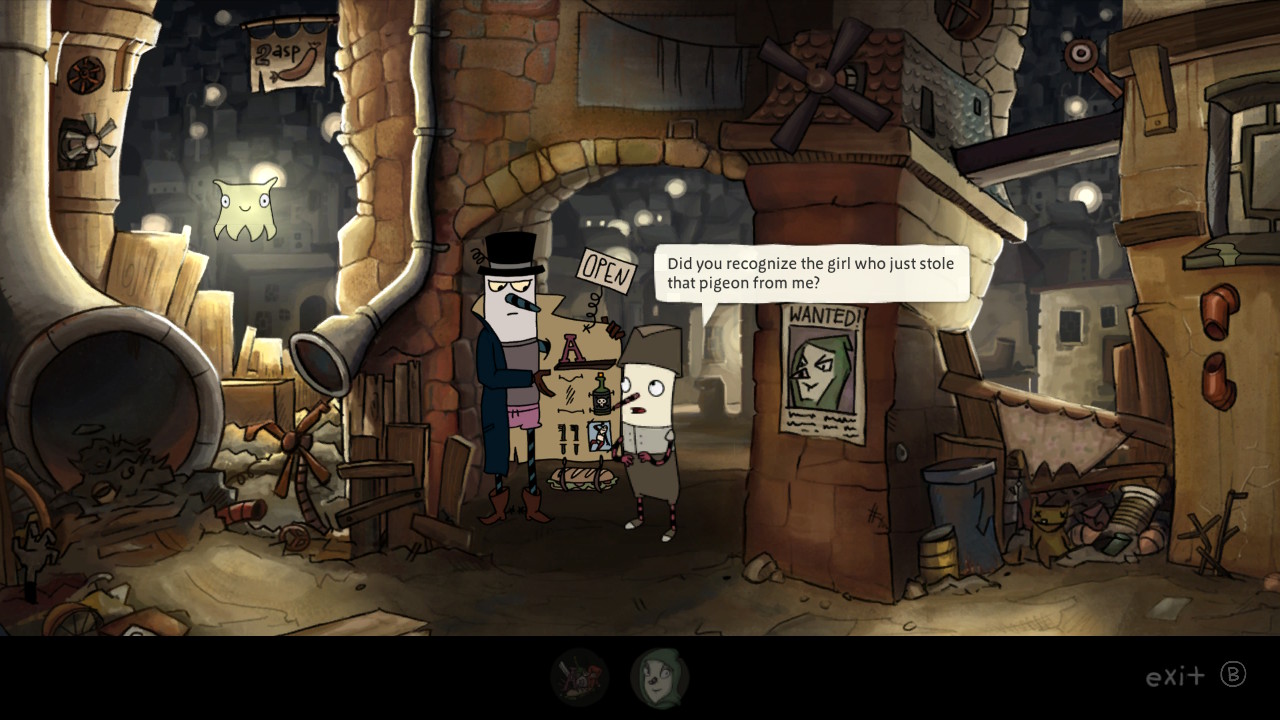 2asp
OPEN
Did you recognize the girl who just stole
that pigeon from me?
WANTED!
A
exit B